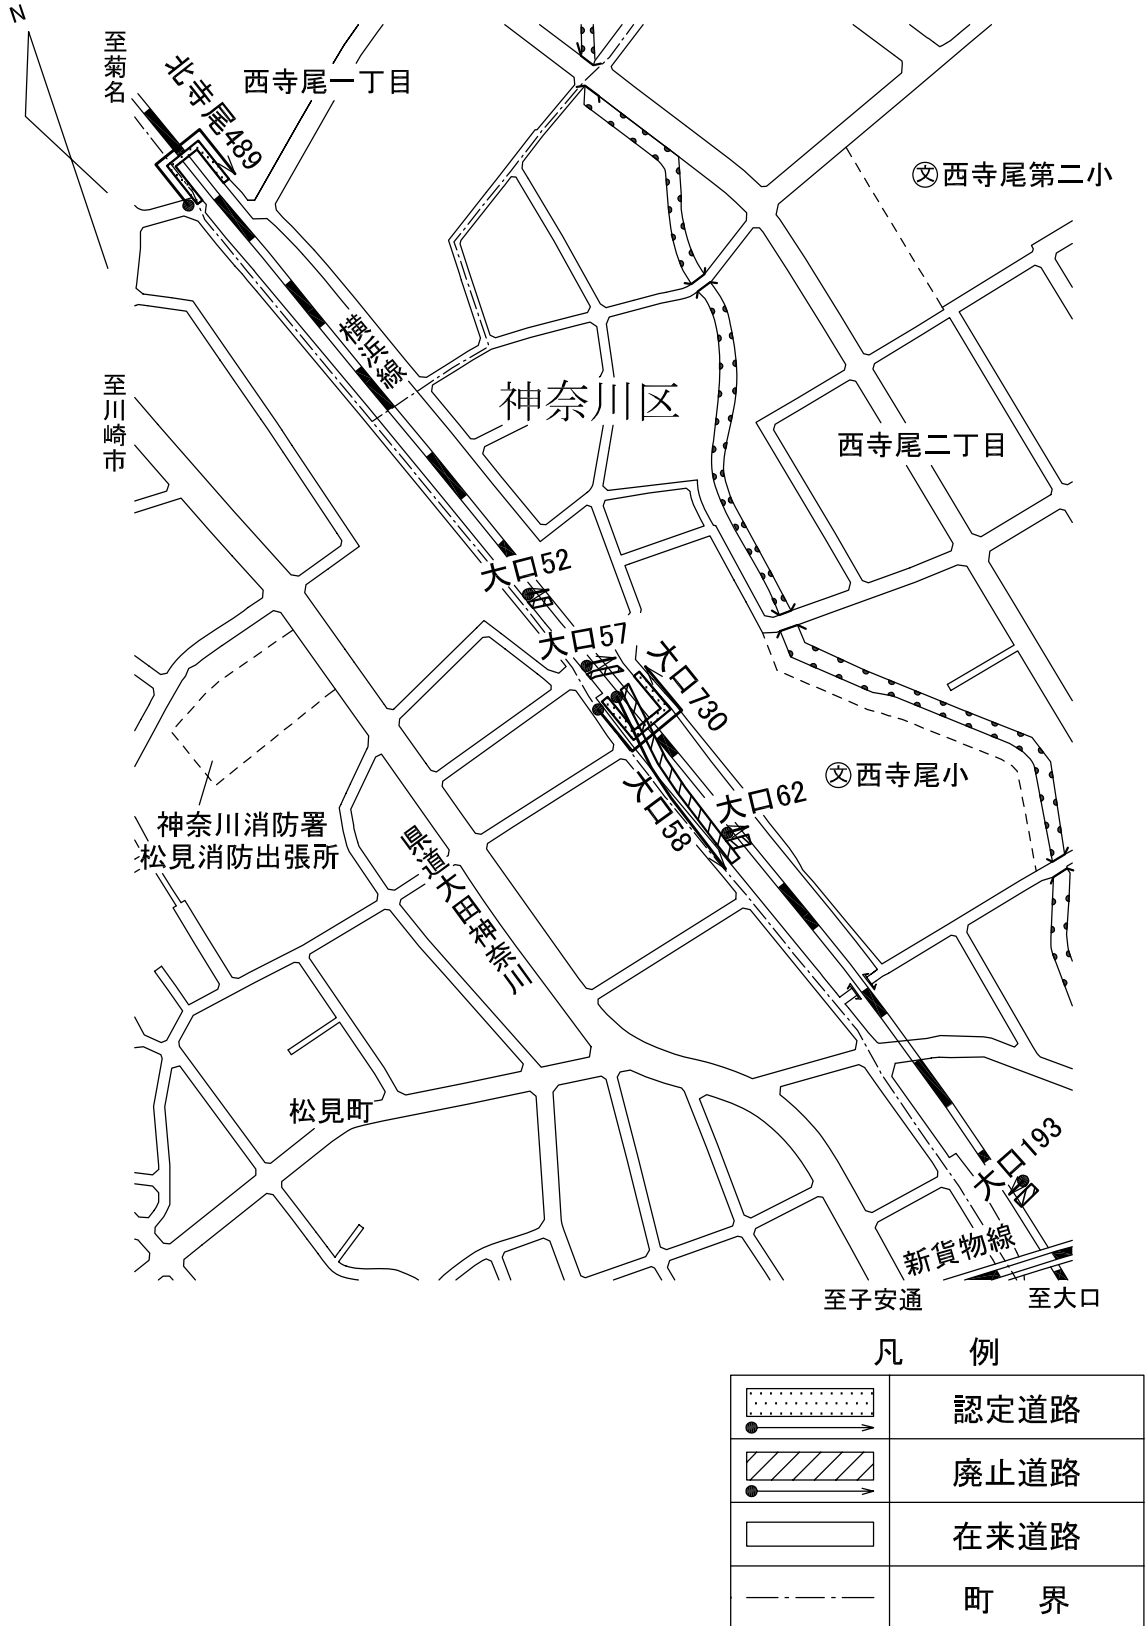 N
至菊名
北寺尾489
西寺尾一丁目
文西寺尾第二小
横浜線
神奈川区
至川崎市
西寺尾二丁目
大口52
大口57
大口730
文西寺尾小
大口62
大口58
神奈川消防署
松見消防出張所
県道大田神奈川
松見町
大口193
新貨物線
至子安通
至大口
凡 例
認定道路
廃止道路
在来道路
町 界